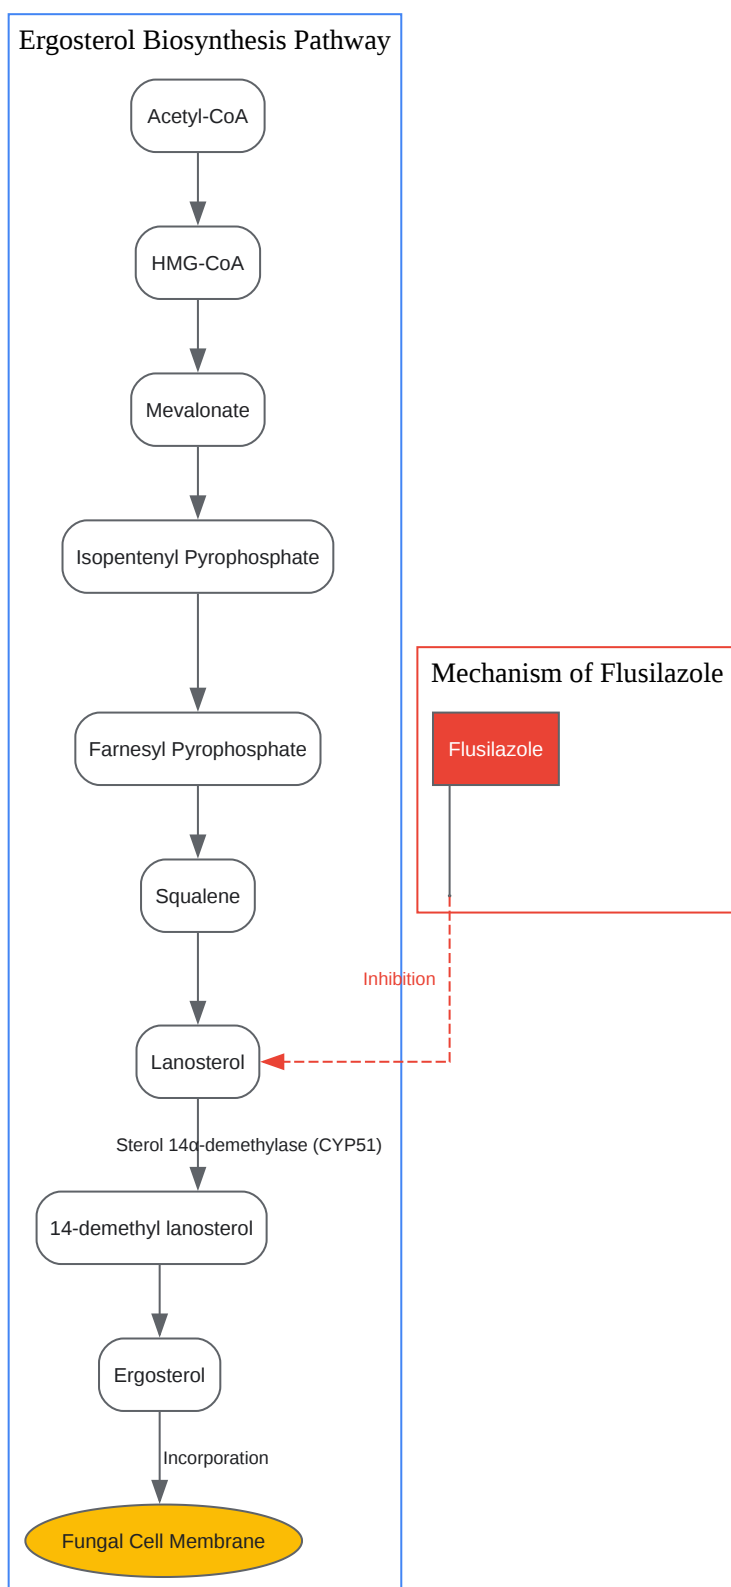 Ergosterol Biosynthesis Pathway
Acetyl-CoA
HMG-CoA
Mevalonate
Isopentenyl Pyrophosphate
Mechanism of Flusilazole
Farnesyl Pyrophosphate
Flusilazole
Squalene
Inhibition
Lanosterol
Sterol 14α-demethylase (CYP51)
14-demethyl lanosterol
Ergosterol
Incorporation
Fungal Cell Membrane